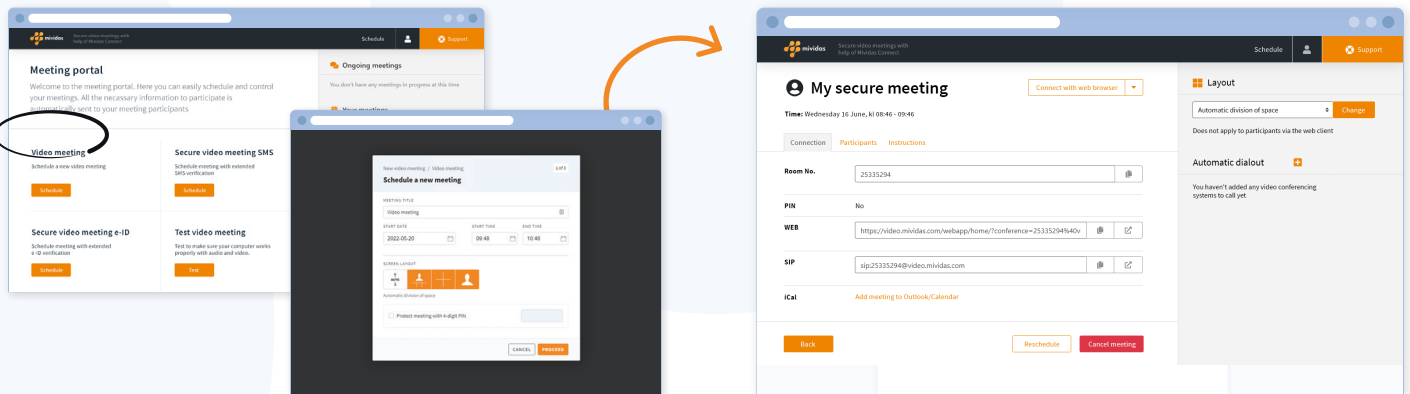 mividas
Secure video meetings with
help of Mividas Connect
Schedule
Support
Meeting portal
Welcome to the meeting portal. Here
you can easily schedule and control
your meetings. All the necessary
information to participate is
automatically sent to your meeting
participants
Ongoing meetings
You don't have any meetings in progress at this time
Your meetings
Video meeting
Schedule a new video meeting
Schedule
Secure video meeting SMS
Schedule meeting with extended
SMS verification
Schedule
Secure video meeting e-ID
Schedule meeting with extended
e-ID verification
Schedule
Test video meeting
Test to make sure your computer works
properly with audio and video.
Test
New video meeting / Video meeting
Schedule a new meeting
MEETING TITLE
Video meeting
START DATE
START TIME
END TIME
2022-05-20
09:48
10:48
SCREEN LAYOUT
Automatic division of space
Protect meeting with 4-digit PIN
CANCEL
PROCEED
mividas
Secure video meetings with
help of Mividas Connect
Schedule
Support
My secure meeting
Connect with web browser
Time: Wednesday 16 June, kl 08:46 - 09:46
Connection
Participants
Instructions
Room No.
25335294
PIN
No
WEB
https://video.mividas.com/webapp/home/?conference=25335294%40v
SIP
sip:25335294@video.mividas.com
iCal
Add meeting to Outlook/Calendar
Back
Reschedule
Cancel meeting
Layout
Automatic division of space
Change
Does not apply to participants via the web client
Automatic dialout
You haven't added any video conferencing
systems to call yet